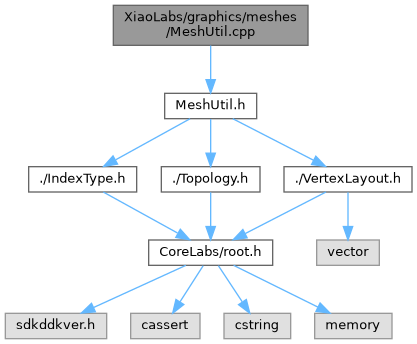 XiaoLabs/graphics/meshes
/MeshUtil.cpp
MeshUtil.h
./IndexType.h
./Topology.h
./VertexLayout.h
CoreLabs/root.h
vector
sdkddkver.h
cassert
cstring
memory